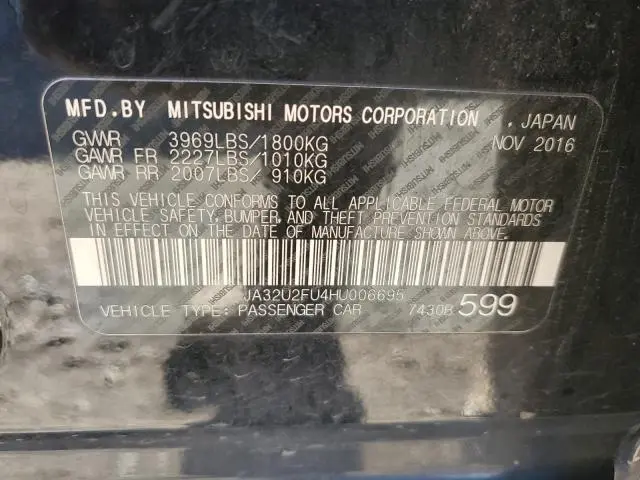 MFD.BY MITSUBISHI MOTORS CORPORATION , JAPAN
GVWR 3969LBS/1800KG NOV 2016
GAWR FR 2227LBS/1010KG
GAWR RR 2007LBS/ 910KG
THIS VEHICLE CONFORMS TO ALL APPLICABLE FEDERAL MOTOR
VEHICLE SAFETY, BUMPER, AND THEFT PREVENTION STANDARDS
IN EFFECT ON THE DATE OF MANUFACTURE SHOWN ABOVE.
JA32U2FU4HU006695
VEHICLE TYPE: PASSENGER CAR 7430B 599